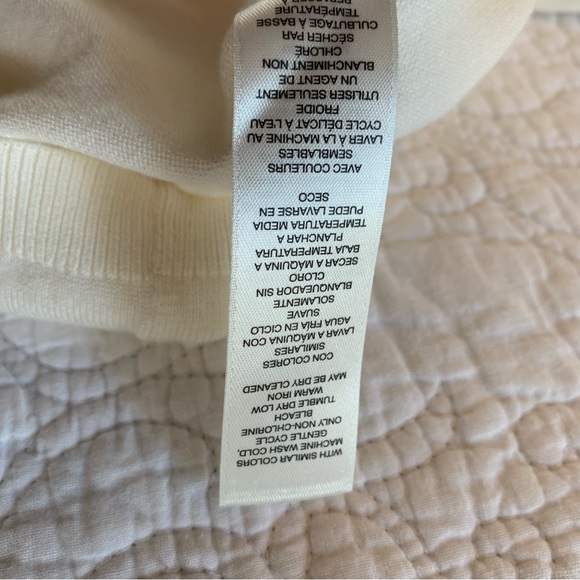 WITH SIMILAR COLORS
MACHINE WASH COLD,
GENTLE CYCLE
ONLY NON-CHLORINE
BLEACH
TUMBLE DRY LOW
WARM IRON
MAY BE DRY CLEANED
CON COLORES
SIMILARES
LAVAR A MAQUINA CON
AGUA FRÍA EN CICLO
SUAVE
SOLAMENTE
BLANQUEADOR SIN
CLORO
SECAR A MÁQUINA A
BAJA TEMPERATURA
PLANCHAR A
TEMPERATURA MEDIA
PUEDE LAVARSE EN
SECO
AVEC COULEURS
SEMBLABLES
LAVER À LA MACHINE AU
CYCLE DÉLICAT À L'EAU
FROIDE
UTILISER SEULEMENT
UN AGENT DE
BLANCHIMENT NON
CHLORÉ
SÉCHER PAR
CULBUTAGE À BASSE
TEMPÉRATURE